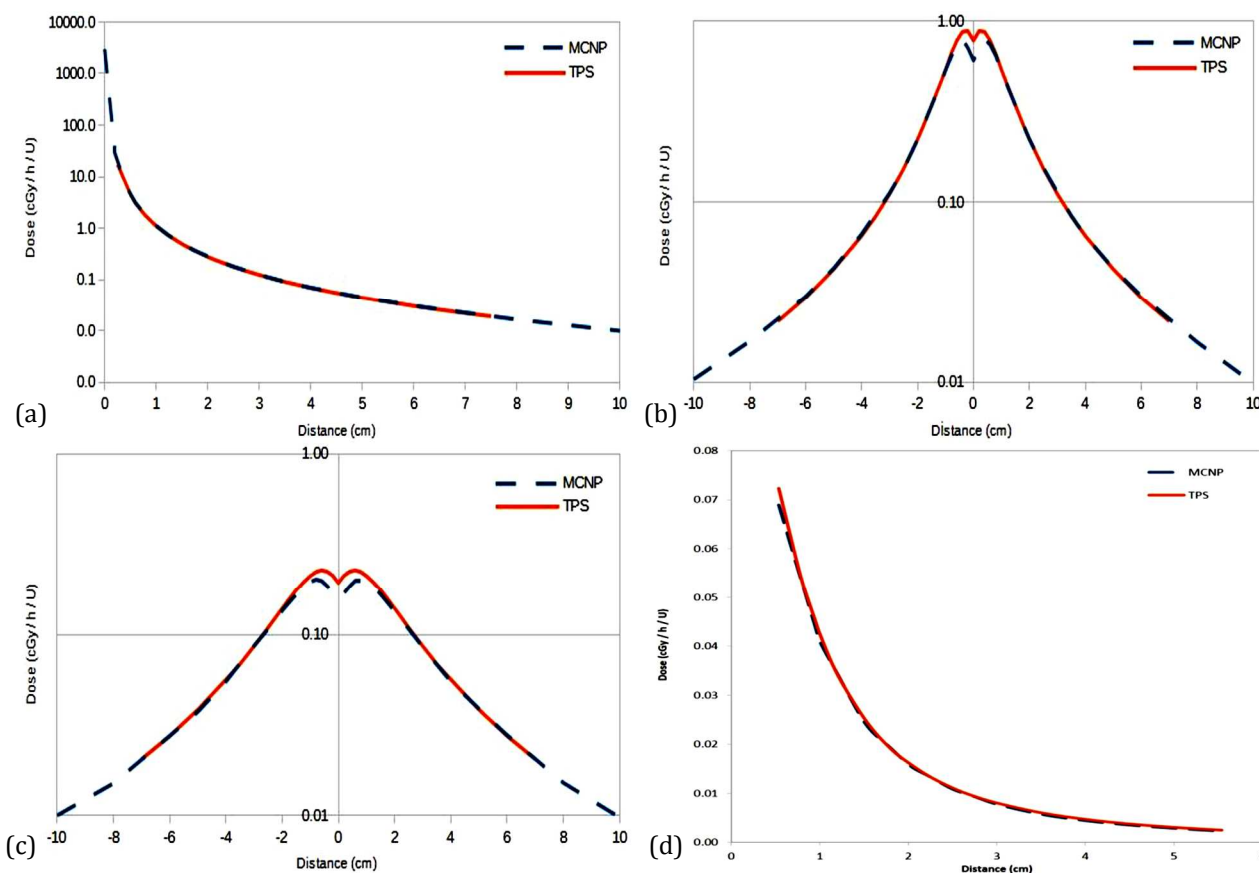 10000.0
1000.0
100.0
10.0
1.0
0.1
0.0
0.0
Dose (cGy / h / U)
MCNP
TPS
0 1 2 3 4 5 6 7 8 9 10
Distance (cm)
(a)
1.00
0.10
0.01
Dose (cGy / h / U)
MCNP
TPS
-10 -8 -6 -4 -2 0 2 4 6 8 10
Distance (cm)
(b)
1.00
0.10
0.01
Dose (cGy / h / U)
MCNP
TPS
-10 -8 -6 -4 -2 0 2 4 6 8 10
Distance (cm)
(c)
0.08
0.07
0.06
0.05
0.04
0.03
0.02
0.01
0.00
Dose (cGy / h / U)
MCNP
TPS
0 1 2 3 4 5
Distance (cm)
(d)